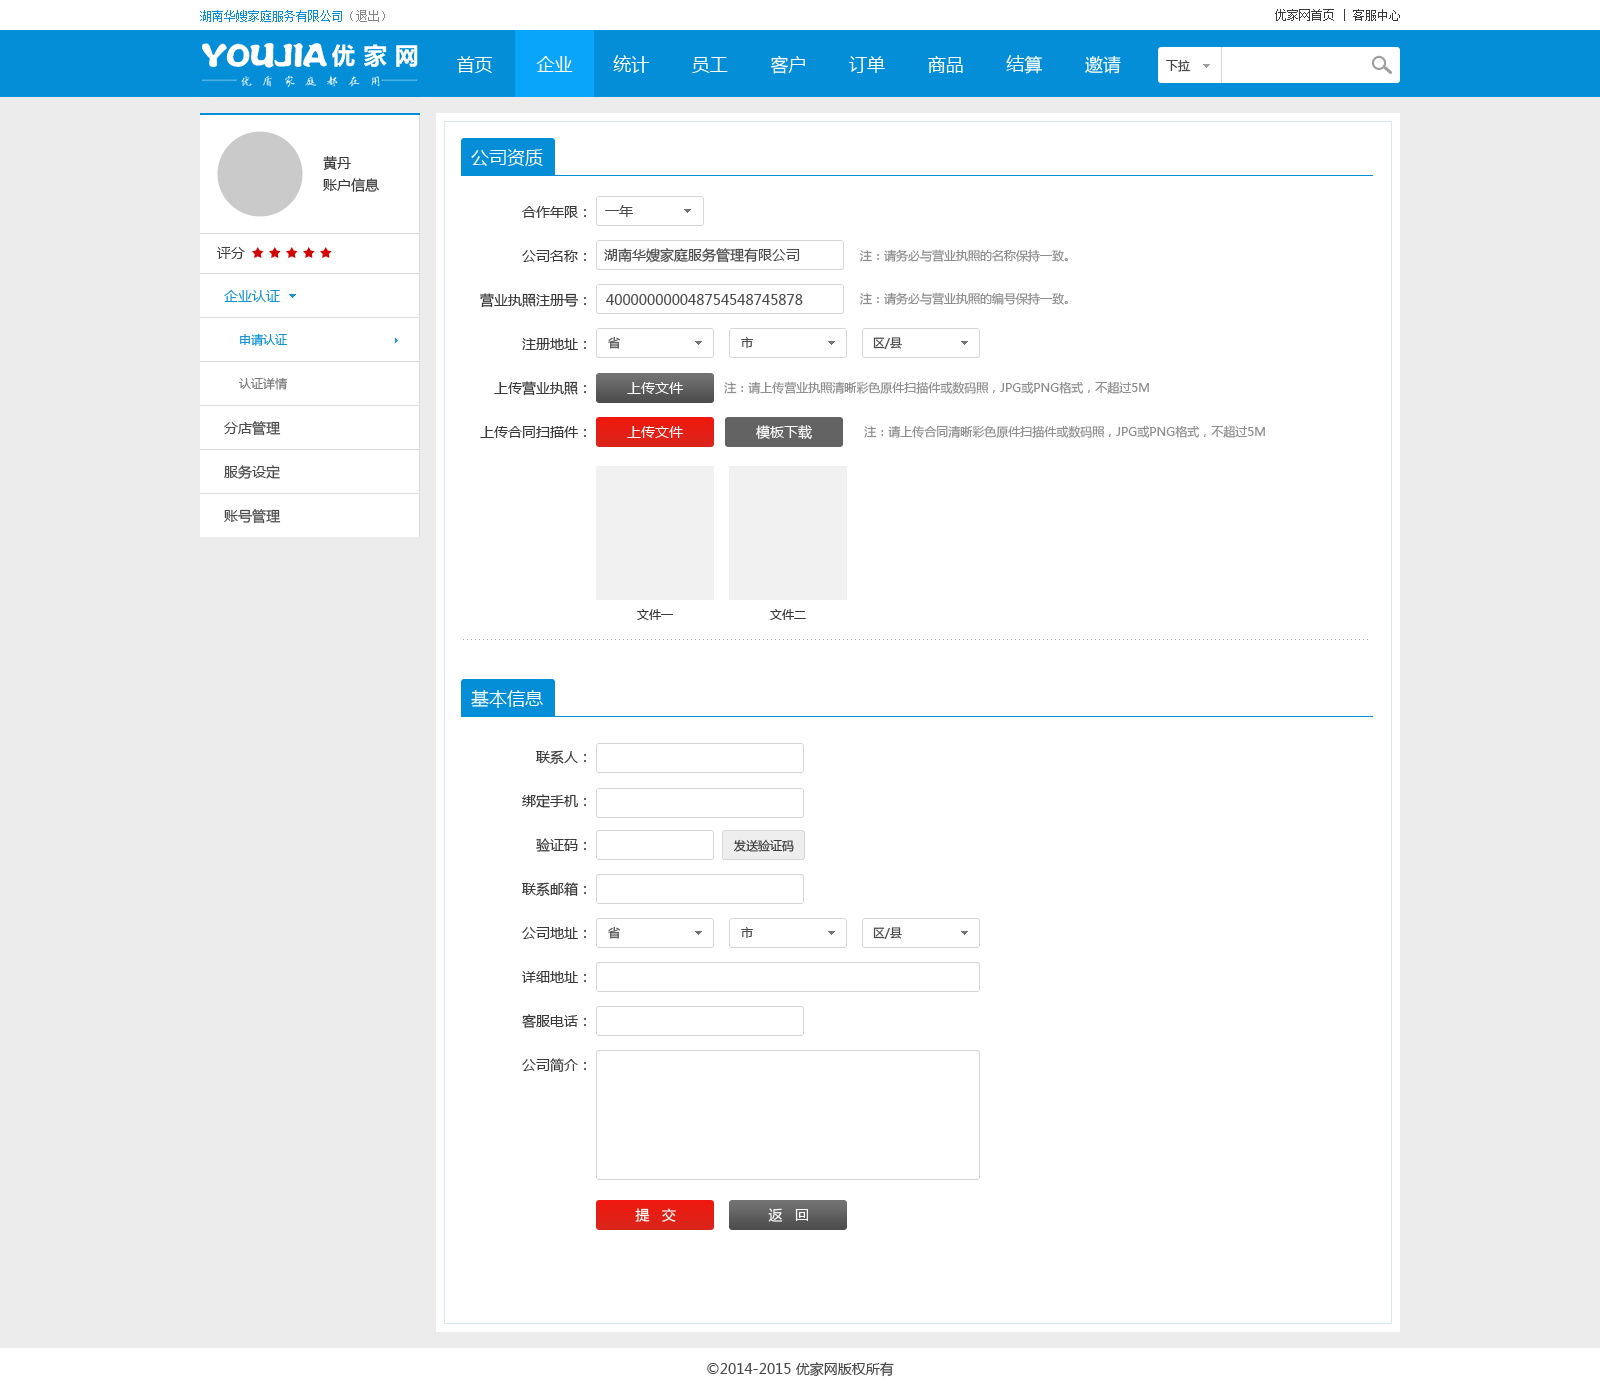 湖南华嫂家庭服务有限公司（退出）
优家网首页 | 客服中心
YOUJIA优家网
优质家庭都在用
首页 企业 统计 员工 客户 订单 商品 结算 邀请
下拉
黄丹
账户信息
评分
企业认证
申请认证
认证详情
分店管理
服务设定
账号管理
公司资质
合作年限： 一年
公司名称： 湖南华嫂家庭服务管理有限公司 注：请务必与营业执照的名称保持一致。
营业执照注册号： 400000000048754548745878 注：请务必与营业执照的编号保持一致。
注册地址： 省 市 区/县
上传营业执照： 上传文件 注：请上传营业执照清晰彩色原件扫描件或数码照，JPG或PNG格式，不超过5M
上传合同扫描件： 上传文件 模板下载 注：请上传合同清晰彩色原件扫描件或数码照，JPG或PNG格式，不超过5M
文件一 文件二
基本信息
联系人：
绑定手机：
验证码： 发送验证码
联系邮箱：
公司地址： 省 市 区/县
详细地址：
客服电话：
公司简介：
提 交 返 回
©2014-2015 优家网版权所有